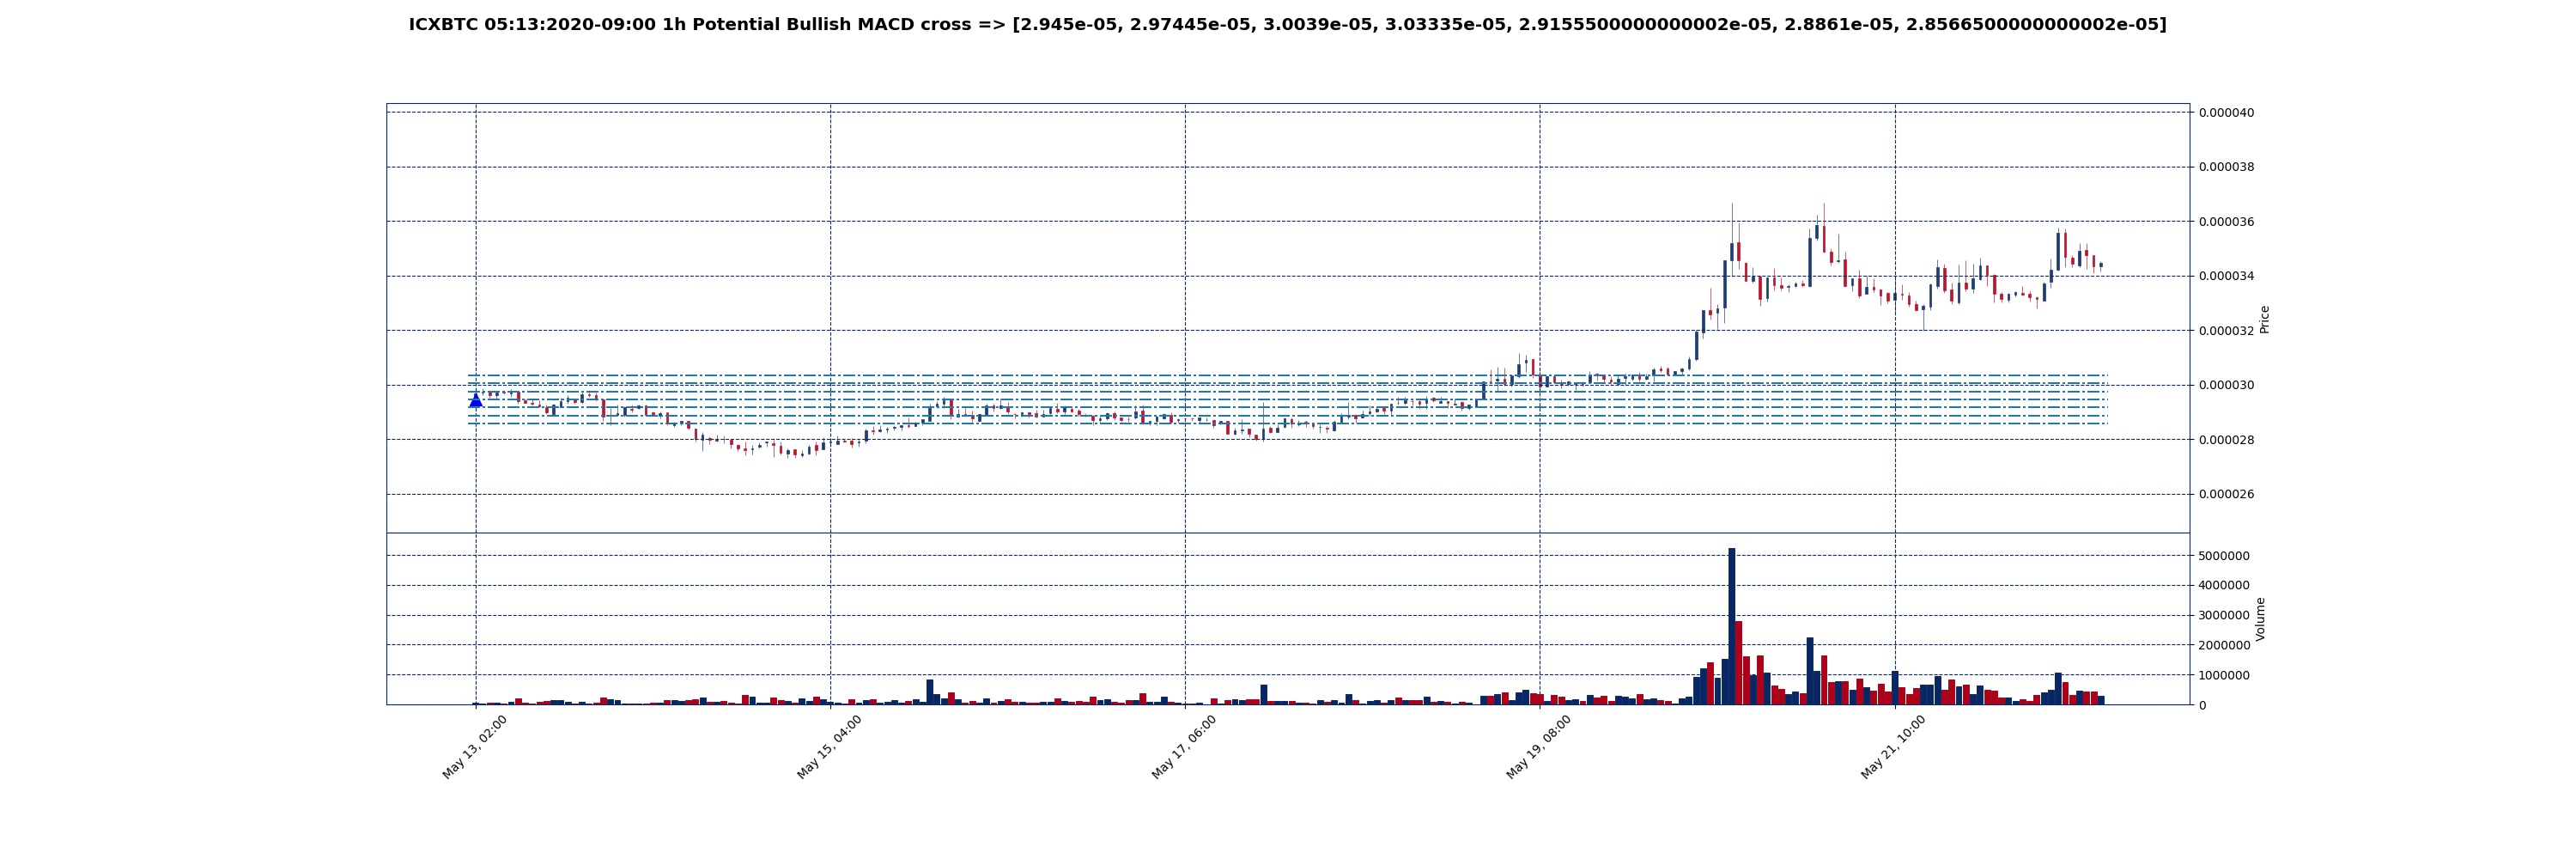 ICXBTC 05:13:2020-09:00 1h Potential Bullish MACD cross => [2.945e-05, 2.97445e-05, 3.0039e-05, 3.03335e-05, 2.9155500000000002e-05, 2.8861e-05, 2.8566500000000002e-05]
0.000040
0.000038
0.000036
0.000034
0.000032
0.000030
0.000028
0.000026
Price
5000000
4000000
3000000
2000000
1000000
0
Volume
May 13, 02:00
May 15, 04:00
May 17, 06:00
May 19, 08:00
May 21, 10:00